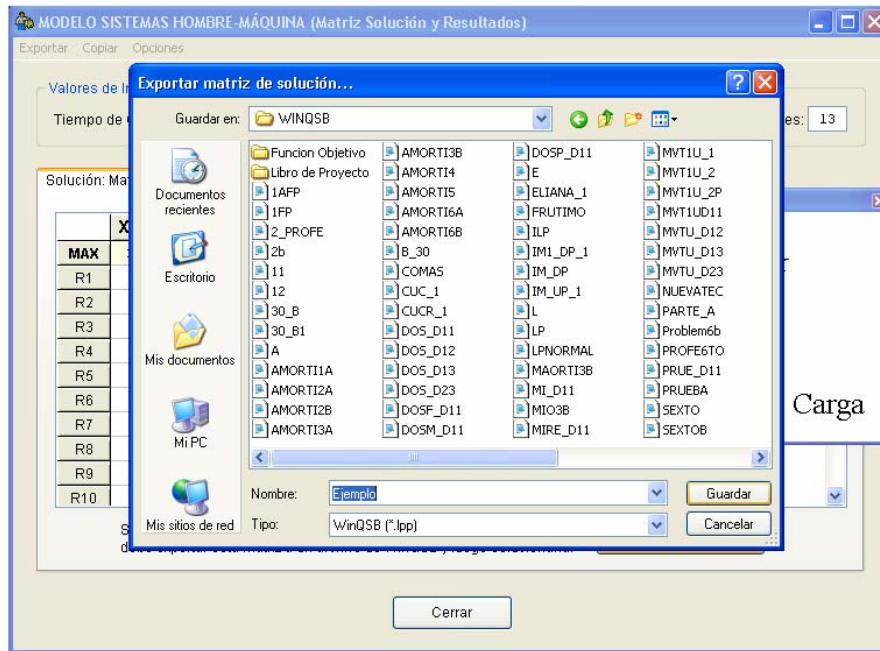 MODELO SISTEMAS HOMBRE-MÁQUINA (Matriz Solución y Resultados)
Exportar Copiar Opciones
Valores de
Tiempo de
es: 13
Exportar matriz de solución...
Guardar en: WINQSB
Documentos recientes
Escritorio
Mis documentos
Mi PC
Mis sitios de red
Funcion Objetivo
Libro de Proyecto
1AFP
1FP
2_PROFE
2b
11
12
30_B
30_B1
A
AMORTI1A
AMORTI2A
AMORTI2B
AMORTI3A
AMORTI3B
AMORTI4
AMORTI5
AMORTI6A
AMORTI6B
B_30
COMAS
CUC_1
CUCR_1
DOS_D11
DOS_D12
DOS_D13
DOS_D23
DOSF_D11
DOSM_D11
DOSP_D11
E
ELIANA_1
FRUTIMO
ILP
IM1_DP_1
IM_DP
IM_UP_1
L
LP
LPNORMAL
MAORTI3B
MI_D11
MIO3B
MIRE_D11
MVT1U_1
MVT1U_2
MVT1U_2P
MVT1UD11
MVTU_D12
MVTU_D13
MVTU_D23
NUEVATEC
PARTE_A
Problem6b
PROFE6TO
PRUE_D11
PRUEBA
SEXTO
SEXTOB
Nombre: Ejemplo
Guardar
Tipo: WinQSB (*.lpp)
Cancelar
Solución:
X
MAX
R1
R2
R3
R4
R5
R6
R7
R8
R9
R10
Carga
Cerrar